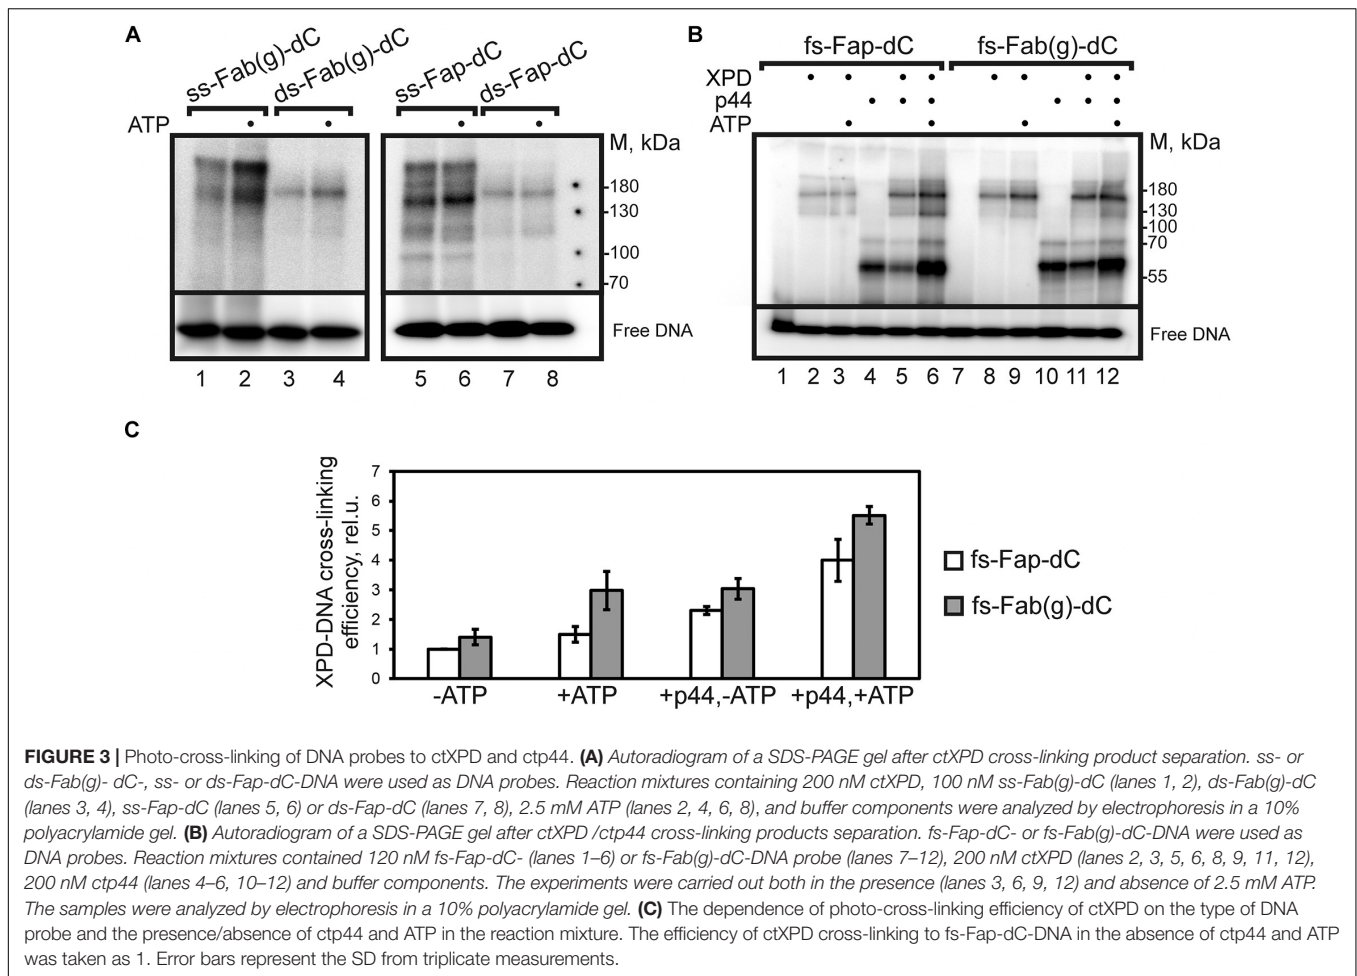 A
ss-Fab(g)-dC
ds-Fab(g)-dC
ss-Fap-dC
ds-Fap-dC
ATP • • • •
M, kDa
-180
-130
-100
-70
Free DNA
1 2 3 4 5 6 7 8
B
fs-Fap-dC fs-Fab(g)-dC
XPD • • • • • • • •
p44 • • • • • •
ATP • • • •
M, kDa
-180
-130
-100
-70
-55
Free DNA
1 2 3 4 5 6 7 8 9 10 11 12
C
XPD-DNA cross-linking
efficiency, rel.u.
7
6
5
4
3
2
1
0
-ATP +ATP +p44,-ATP +p44,+ATP
fs-Fap-dC
fs-Fab(g)-dC
FIGURE 3 | Photo-cross-linking of DNA probes to ctXPD and ctp44. (A) Autoradiogram of a SDS-PAGE gel after ctXPD cross-linking product separation. ss- or
ds-Fab(g)- dC-, ss- or ds-Fap-dC-DNA were used as DNA probes. Reaction mixtures containing 200 nM ctXPD, 100 nM ss-Fab(g)-dC (lanes 1, 2), ds-Fab(g)-dC
(lanes 3, 4), ss-Fap-dC (lanes 5, 6) or ds-Fap-dC (lanes 7, 8), 2.5 mM ATP (lanes 2, 4, 6, 8), and buffer components were analyzed by electrophoresis in a 10%
polyacrylamide gel. (B) Autoradiogram of a SDS-PAGE gel after ctXPD /ctp44 cross-linking products separation. fs-Fap-dC- or fs-Fab(g)-dC-DNA were used as
DNA probes. Reaction mixtures contained 120 nM fs-Fap-dC- (lanes 1–6) or fs-Fab(g)-dC-DNA probe (lanes 7–12), 200 nM ctXPD (lanes 2, 3, 5, 6, 8, 9, 11, 12),
200 nM ctp44 (lanes 4–6, 10–12) and buffer components. The experiments were carried out both in the presence (lanes 3, 6, 9, 12) and absence of 2.5 mM ATP.
The samples were analyzed by electrophoresis in a 10% polyacrylamide gel. (C) The dependence of photo-cross-linking efficiency of ctXPD on the type of DNA
probe and the presence/absence of ctp44 and ATP in the reaction mixture. The efficiency of ctXPD cross-linking to fs-Fap-dC-DNA in the absence of ctp44 and ATP
was taken as 1. Error bars represent the SD from triplicate measurements.